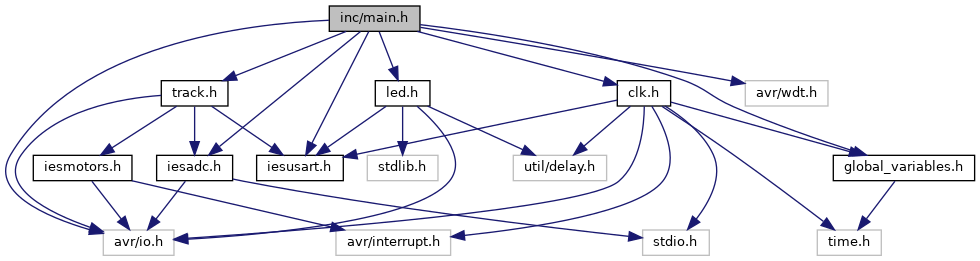 inc/main.h
track.h
led.h
clk.h
avr/wdt.h
iesmotors.h
iesadc.h
iesusart.h
stdlib.h
util/delay.h
global_variables.h
avr/io.h
avr/interrupt.h
stdio.h
time.h